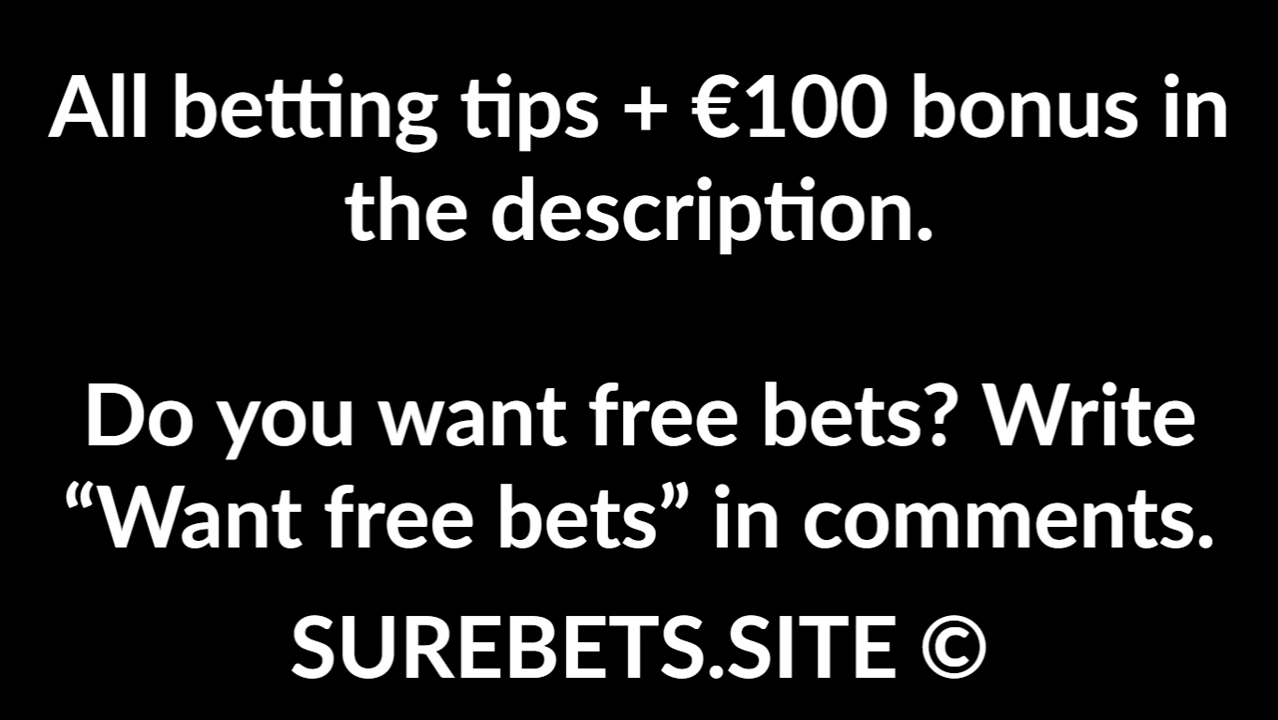 All betting tips + €100 bonus in
the description.
Do you want free bets? Write
“Want free bets” in comments.
SUREBETS.SITE ©